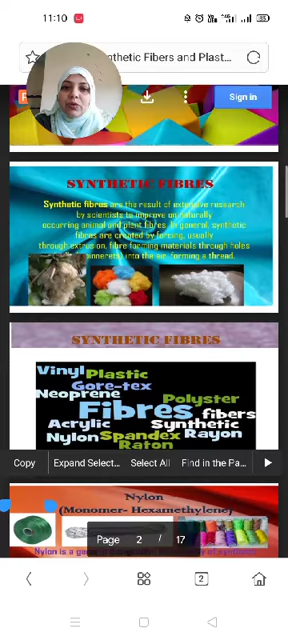 11:10
nthetic Fibers and Plast...
Sign in
SYNTHETIC FIBRES
Synthetic fibres are the result of extensive research
by scientists to improve on naturally
occurring animal and plant fibres. In general, synthetic
fibres are created by forcing, usually
through extrusion, fibre forming materials through holes
into the air, forming a thread.
SYNTHETIC FIBRES
Vinyl Plastic
Gore-tex
Neoprene
Polyester
Fibres fibers
Acrylic Synthetic
Nylon Spandex Rayon
Raton
Copy Expand Select... Select All Find in the Pa...
Nylon
(Monomer- Hexamethylene)
Page 2 / 17
Nylon is a
2